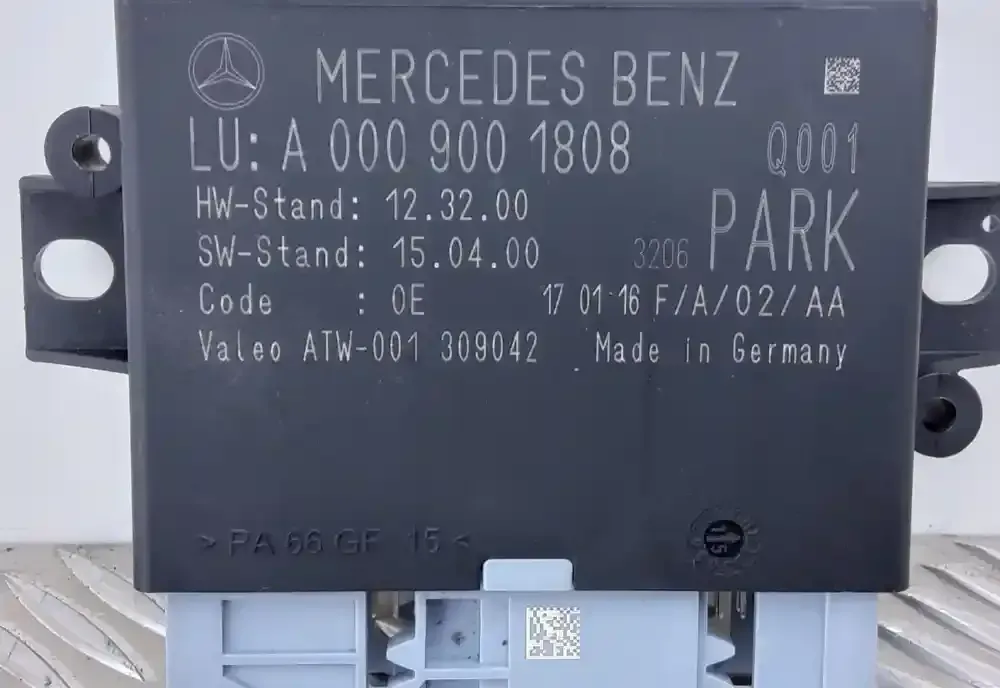 MERCEDES BENZ
LU: A 000 900 1808 Q001
HW-Stand: 12.32.00
SW-Stand: 15.04.00 3206 PARK
Code : 0E 17 01 16 F/A/02/AA
Valeo ATW-001 309042 Made in Germany
>PA 66 GF 15<
15